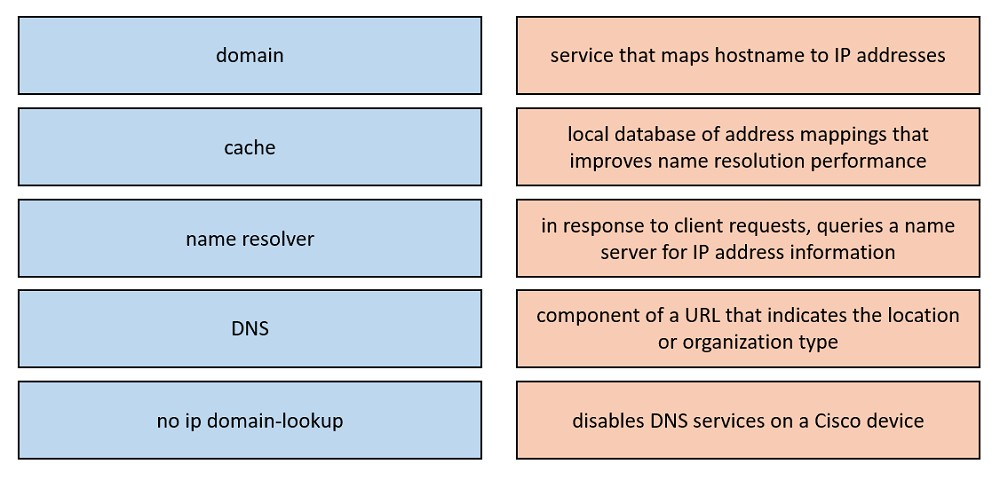 domain
service that maps hostname to IP addresses
cache
local database of address mappings that
improves name resolution performance
name resolver
in response to client requests, queries a name
server for IP address information
DNS
component of a URL that indicates the location
or organization type
no ip domain-lookup
disables DNS services on a Cisco device